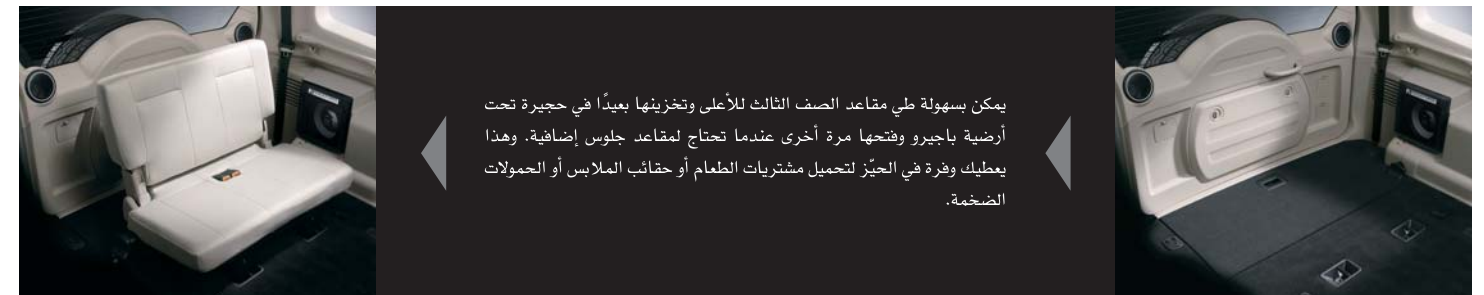 يمكن بسهولة طي مقاعد الصف الثالث للأعلى وتخزينها بعيدًا في حجيرة تحت
أرضية باجيرو وفتحها مرة أخرى عندما تحتاج لمقاعد جلوس إضافية. وهذا
يعطيك وفرة في الحيّز لتحميل مشتريات الطعام أو حقائب الملابس أو الحمولات
الضخمة.